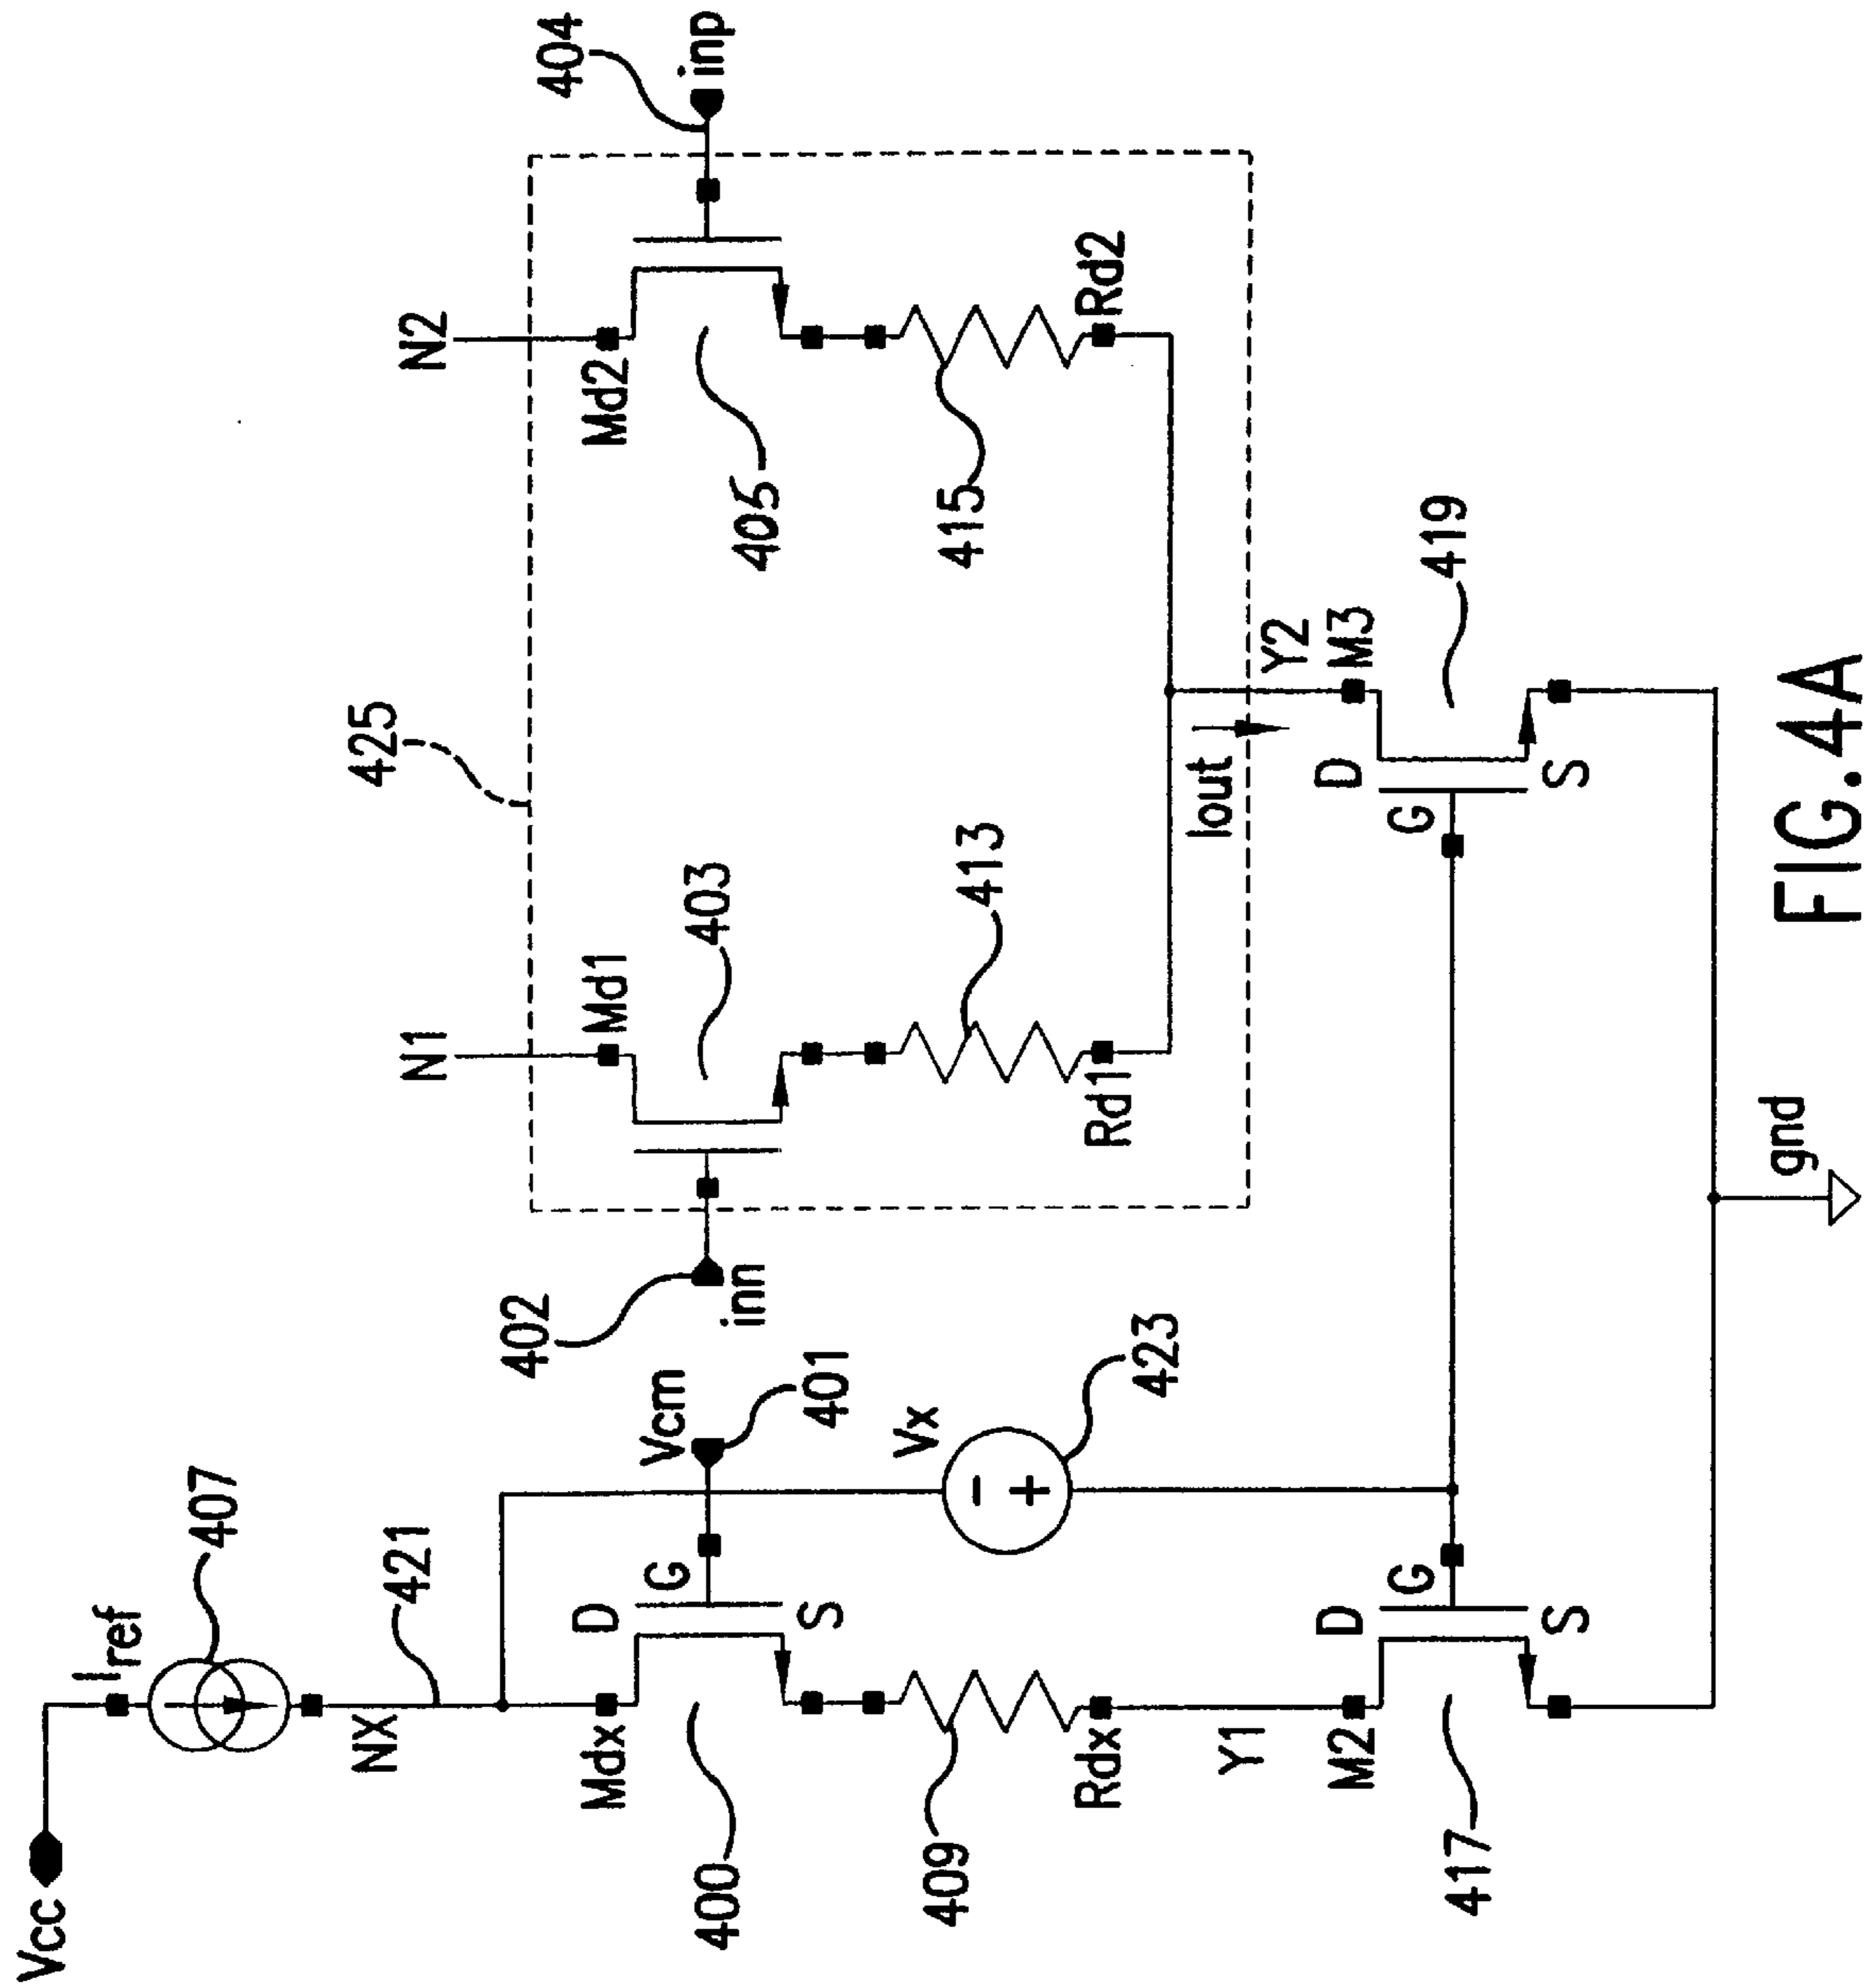 Vcc
Iref
407
NX
421
425
N1
N2
402
404
Mdx
D
Md1
Md2
G
Vcm
403
inp
400
inn
405
S
401
Vx
409
-
+
413
415
Rdx
423
Rd1
Rd2
Iout
Y1
Y2
M2
D
D
M3
G
G
419
417
S
S
gnd
FIG.4A